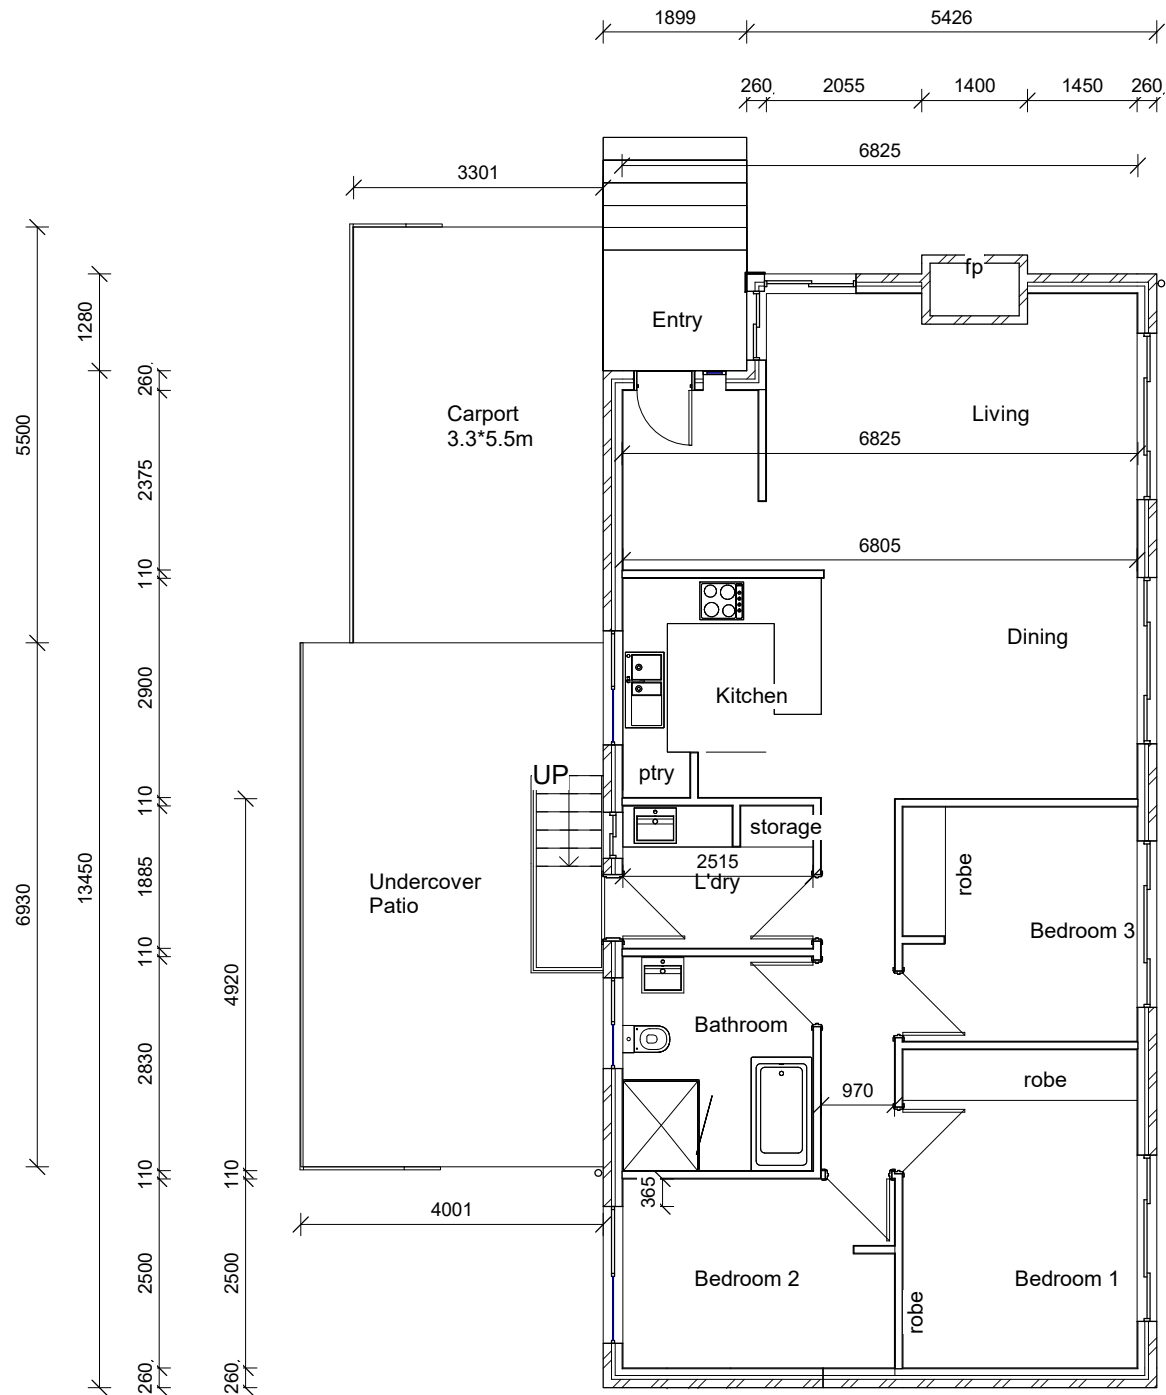 1899
5426
260
2055
1400
1450
260
6825
3301
fp
1280
Entry
260
Carport
3.3*5.5m
Living
5500
6825
2375
6805
110
Dining
2900
Kitchen
UP
ptry
110
storage
robe
2515
L'dry
1885
13450
6930
Undercover
Patio
Bedroom 3
110
4920
Bathroom
2830
robe
970
110
110
365
4001
2500
2500
Bedroom 2
Bedroom 1
robe
260
260